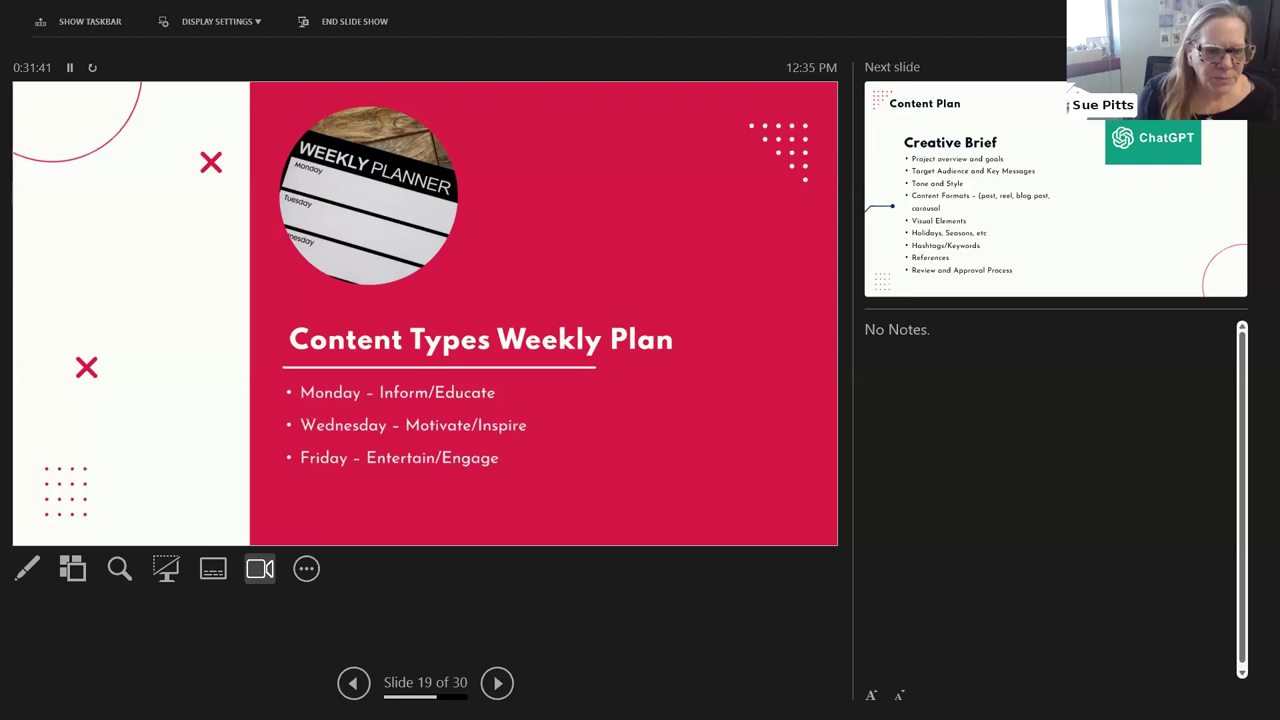 SHOW TASKBAR
DISPLAY SETTINGS ▼
END SLIDE SHOW
0:31:41
12:35 PM
WEEKLY PLANNER
Monday
Tuesday
nesday
Content Types Weekly Plan
• Monday – Inform/Educate
• Wednesday – Motivate/Inspire
• Friday – Entertain/Engage
Slide 19 of 30
Next slide
Sue Pitts
Content Plan
ChatGPT
Creative Brief
• Project overview and goals
• Target Audience and Key Messages
• Tone and Style
• Content Formats – (past, reel, blog post,
carousal
• Visual Elements
• Holidays, Seasons, etc
• Hashtags/Keywords
• References
• Review and Approval Process
No Notes.
A A